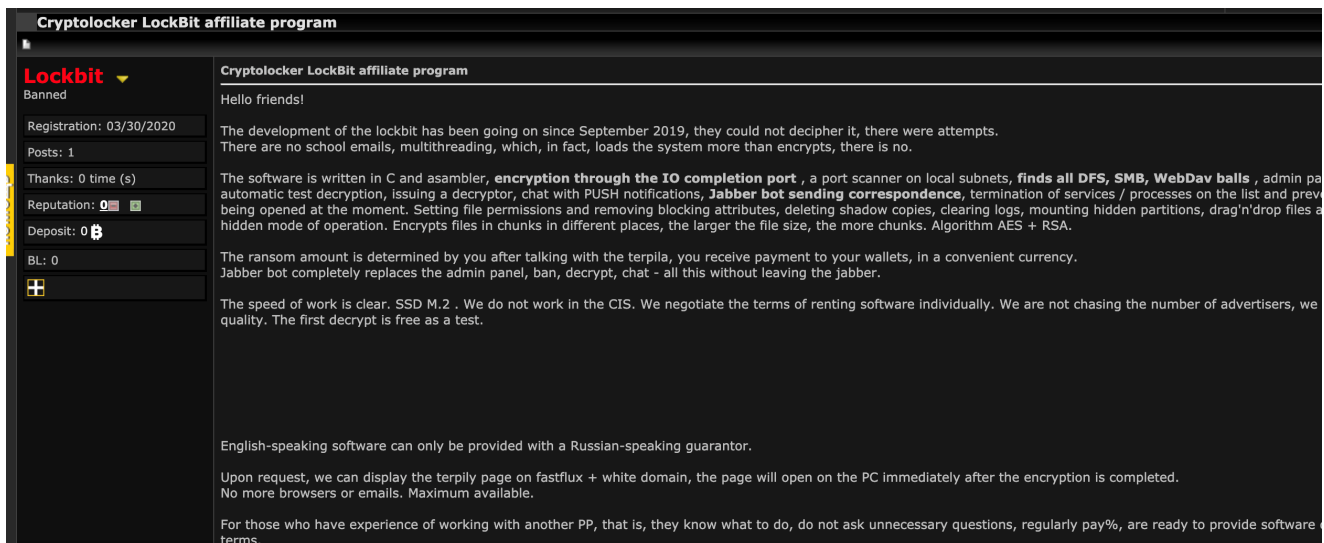 Cryptolocker LockBit affiliate program
Lockbit
Banned
Registration: 03/30/2020
Posts: 1
Thanks: 0 time (s)
Reputation: 0
Deposit: 0
BL: 0
Cryptolocker LockBit affiliate program
Hello friends!
The development of the lockbit has been going on since September 2019, they could not decipher it, there were attempts.
There are no school emails, multithreading, which, in fact, loads the system more than encrypts, there is no.
The software is written in C and asambler, encryption through the IO completion port , a port scanner on local subnets, finds all DFS, SMB, WebDav balls , admin pa
automatic test decryption, issuing a decryptor, chat with PUSH notifications, Jabber bot sending correspondence, termination of services / processes on the list and preve
being opened at the moment. Setting file permissions and removing blocking attributes, deleting shadow copies, clearing logs, mounting hidden partitions, drag'n'drop files a
hidden mode of operation. Encrypts files in chunks in different places, the larger the file size, the more chunks. Algorithm AES + RSA.
The ransom amount is determined by you after talking with the terpila, you receive payment to your wallets, in a convenient currency.
Jabber bot completely replaces the admin panel, ban, decrypt, chat - all this without leaving the jabber.
The speed of work is clear. SSD M.2 . We do not work in the CIS. We negotiate the terms of renting software individually. We are not chasing the number of advertisers, we
quality. The first decrypt is free as a test.
English-speaking software can only be provided with a Russian-speaking guarantor.
Upon request, we can display the terpily page on fastflux + white domain, the page will open on the PC immediately after the encryption is completed.
No more browsers or emails. Maximum available.
For those who have experience of working with another PP, that is, they know what to do, do not ask unnecessary questions, regularly pay%, are ready to provide software
terms.